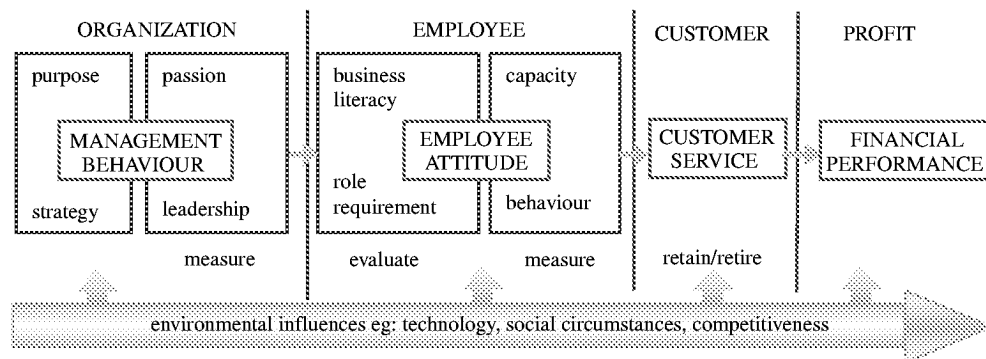 ORGANIZATION
EMPLOYEE
CUSTOMER
PROFIT
purpose
passion
MANAGEMENT
BEHAVIOUR
strategy
leadership
business
literacy
capacity
EMPLOYEE
ATTITUDE
role
requirement
behaviour
CUSTOMER
SERVICE
FINANCIAL
PERFORMANCE
measure
evaluate
measure
retain/retire
environmental influences eg: technology, social circumstances, competitiveness